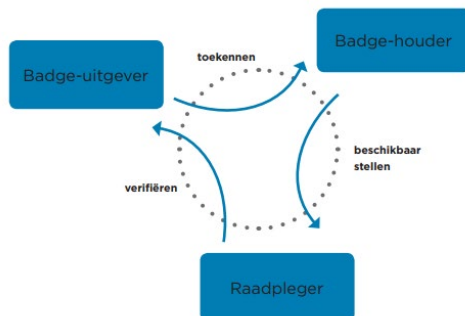 Badge-houder
toekennen
Badge-uitgever
beschikbaar
stellen
verifiëren
Raadpleger